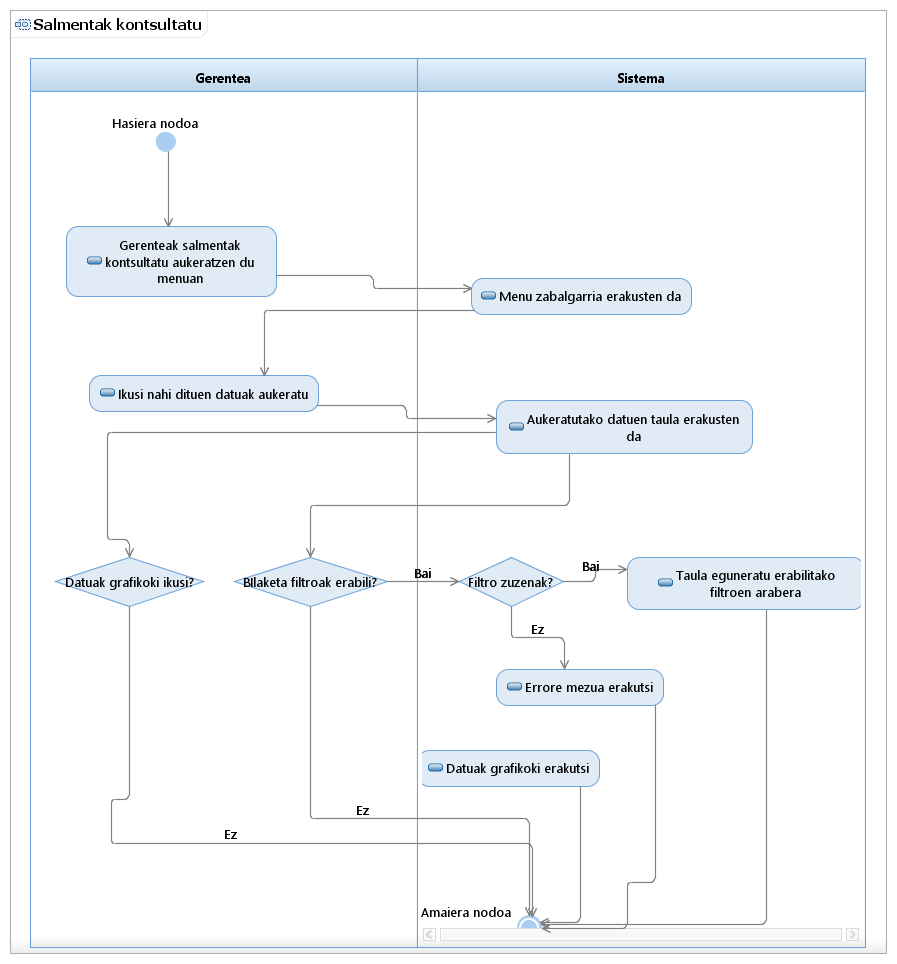 Salmentak kontsultatu
Gerentea
Sistema
Hasiera nodoa
Gerenteak salmentak
kontsultatu aukeratzen du
menuan
Menu zabalgarria erakusten da
Ikusi nahi dituen datuak aukeratu
Aukeratutako datuen taula erakusten
da
Datuak grafikoki ikusi?
Bilaketa filtroak erabili?
Bai
Filtro zuzenak?
Bai
Taula eguneratu erabilitako
filtroen arabera
Ez
Errore mezua erakutsi
Datuak grafikoki erakutsi
Ez
Ez
Amaiera nodoa